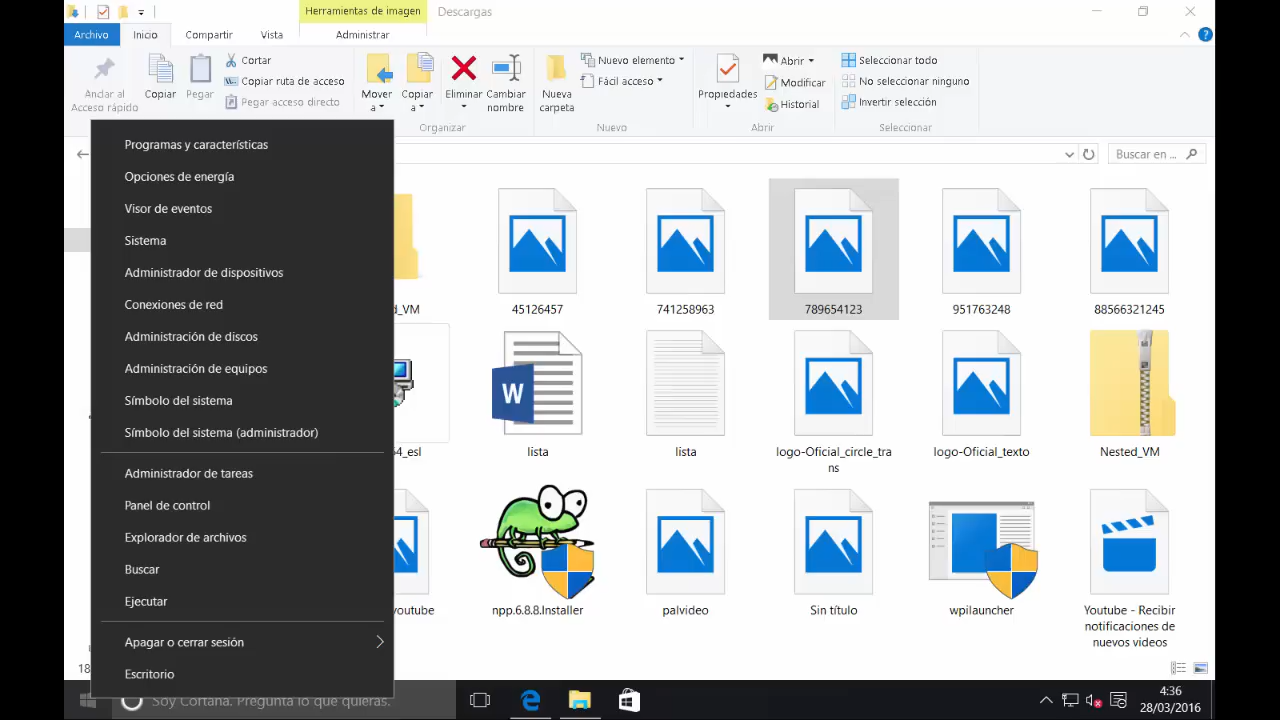 Herramientas de imagen
Descargas
Archivo
Inicio
Compartir
Vista
Administrar
Anclar al
Acceso rápido
Copiar
Pegar
Cortar
Copiar ruta de acceso
Pegar acceso directo
Mover
a
Copiar
a
Eliminar
Cambiar
nombre
Organizar
Nueva
carpeta
Nuevo elemento
Fácil acceso
Nuevo
Propiedades
Abrir
Modificar
Historial
Abrir
Seleccionar todo
No seleccionar ninguno
Invertir selección
Seleccionar
Buscar en ...
Programas y características
Opciones de energía
Visor de eventos
Sistema
Administrador de dispositivos
Conexiones de red
Administración de discos
Administración de equipos
Símbolo del sistema
Símbolo del sistema (administrador)
Administrador de tareas
Panel de control
Explorador de archivos
Buscar
Ejecutar
Apagar o cerrar sesión
Escritorio
d_VM
45126457
741258963
789654123
951763248
88566321245
64_esl
W
lista
lista
logo-Oficial_circle_tra
ns
logo-Oficial_texto
Nested_VM
youtube
npp.6.8.8.Installer
palvideo
Sin título
wpilauncher
Youtube - Recibir
notificaciones de
nuevos videos
18
Soy Cortana. Pregunta lo que quieras.
4:36
28/03/2016